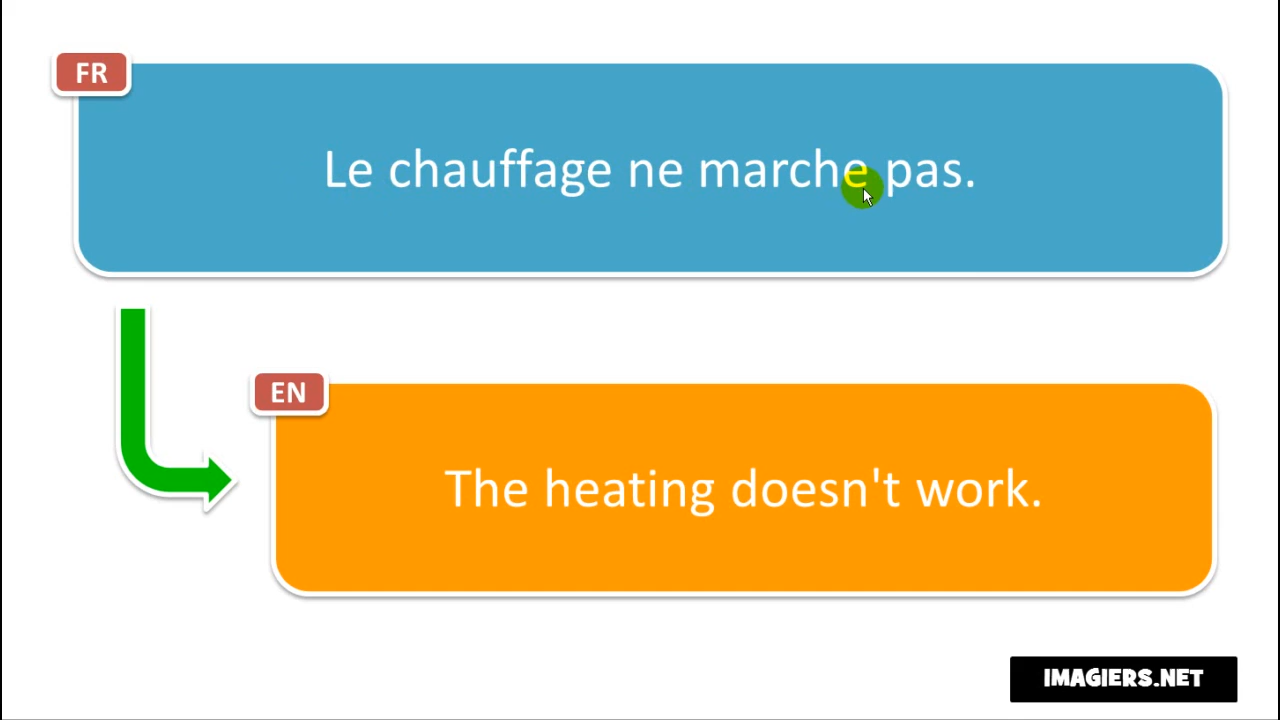 FR
Le chauffage ne marche pas.
EN
The heating doesn't work.
IMAGIERS.NET